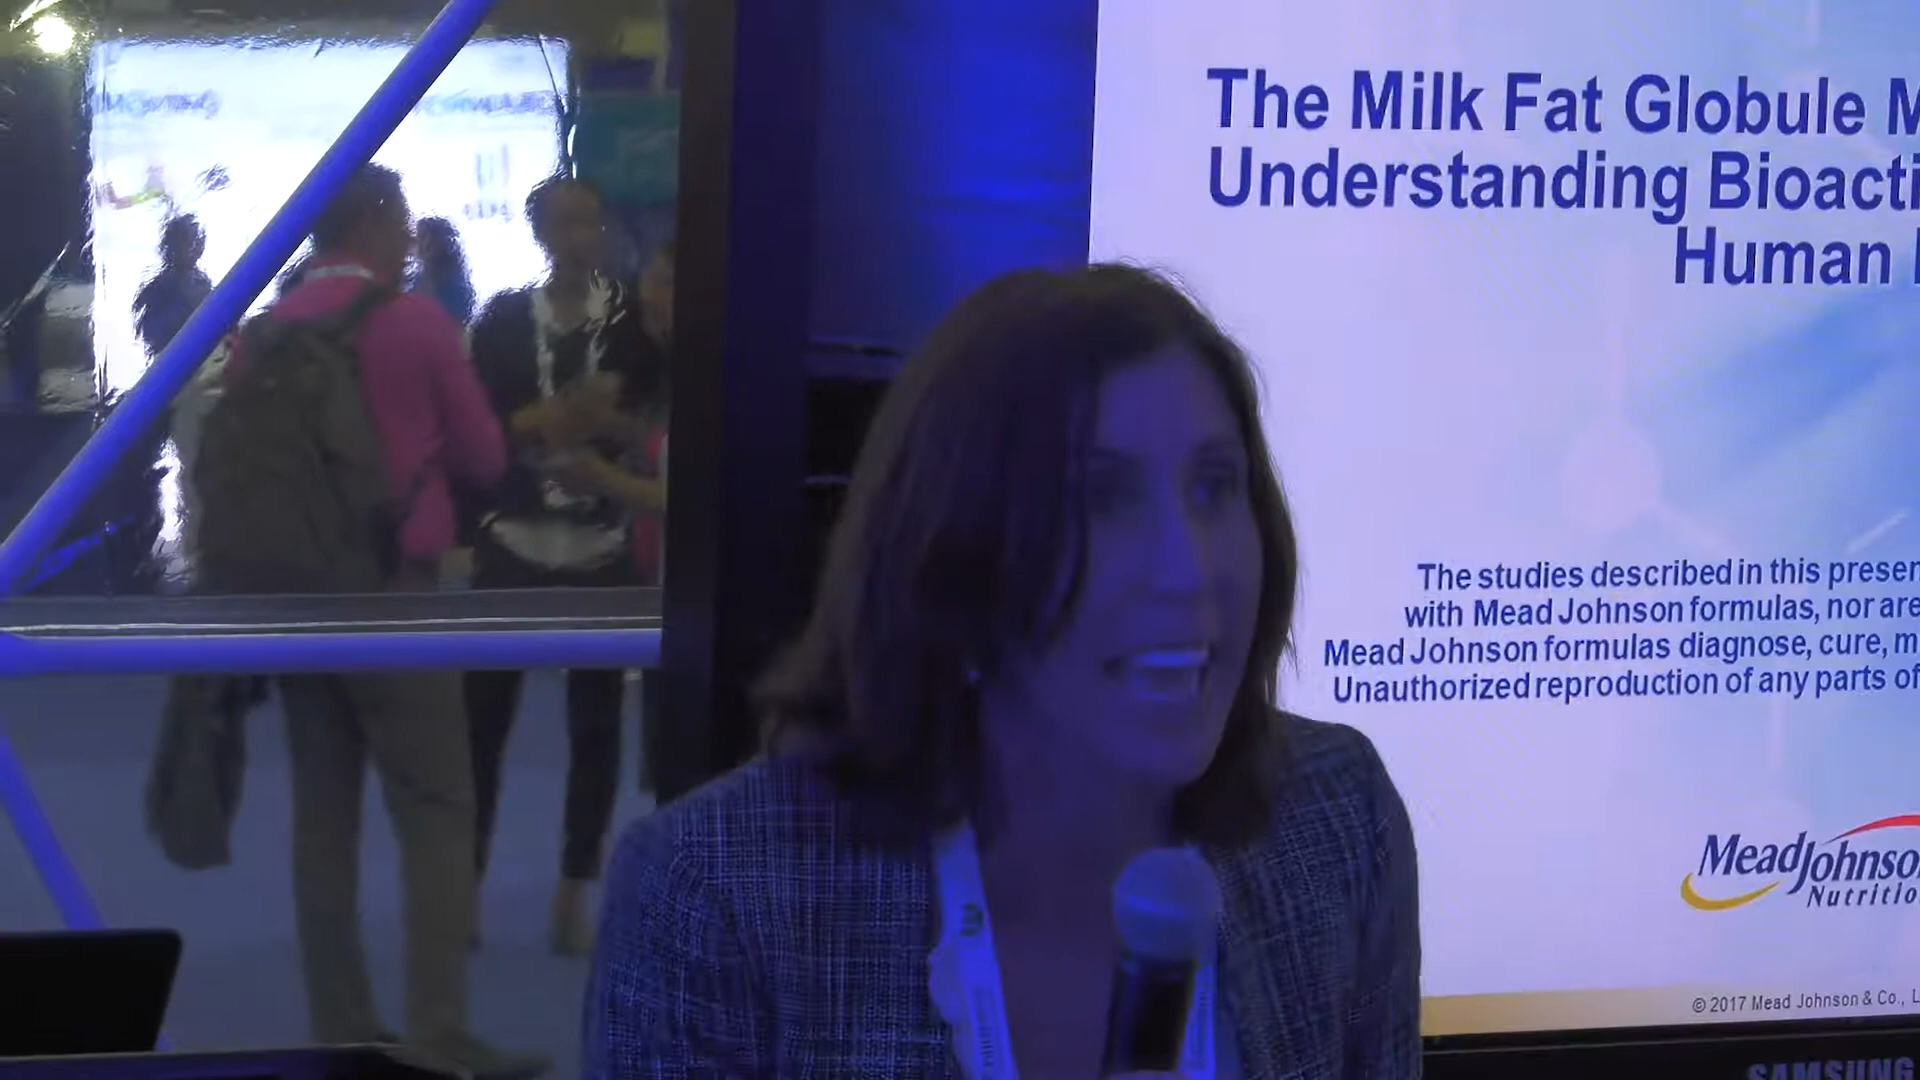 The Milk Fat Globule M
Understanding Bioacti
Human
The studies described in this presen
with Mead Johnson formulas, nor are
Mead Johnson formulas diagnose, cure, m
Unauthorized reproduction of any parts of
MeadJohnso
Nutritio
© 2017 Mead Johnson & Co., L
SAMSUNG